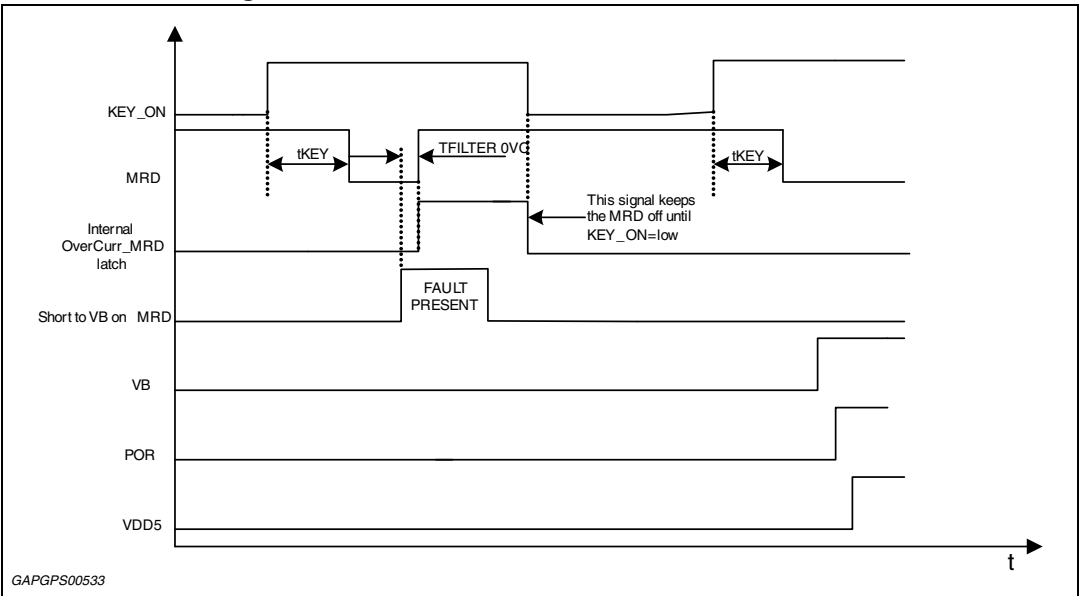 KEY_ON
tKEY
TFILTER 0VC
tKEY
MRD
This signal keeps
the MRD off until
KEY_ON=low
Internal
OverCurr_MRD
latch
FAULT
PRESENT
Short to VB on MRD
VB
POR
VDD5
t
GAPGPS00533